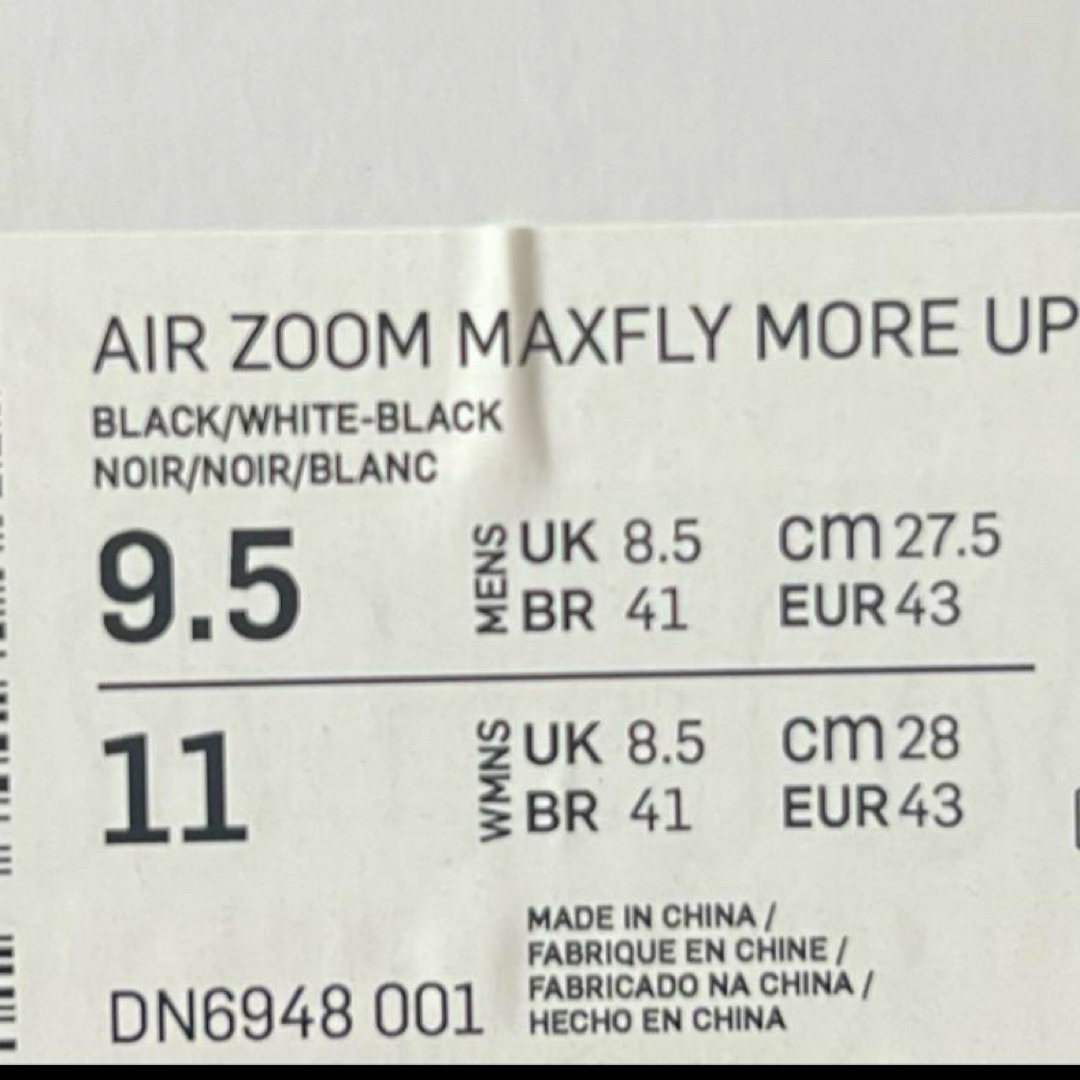 AIR ZOOM MAXFLY MORE UP
BLACK/WHITE-BLACK
NOIR/NOIR/BLANC
9.5 MENS UK 8.5 cm 27.5
BR 41 EUR 43
11 WMNS UK 8.5 cm 28
BR 41 EUR 43
MADE IN CHINA /
FABRIQUE EN CHINE /
FABRICADO NA CHINA /
HECHO EN CHINA
DN6948 001